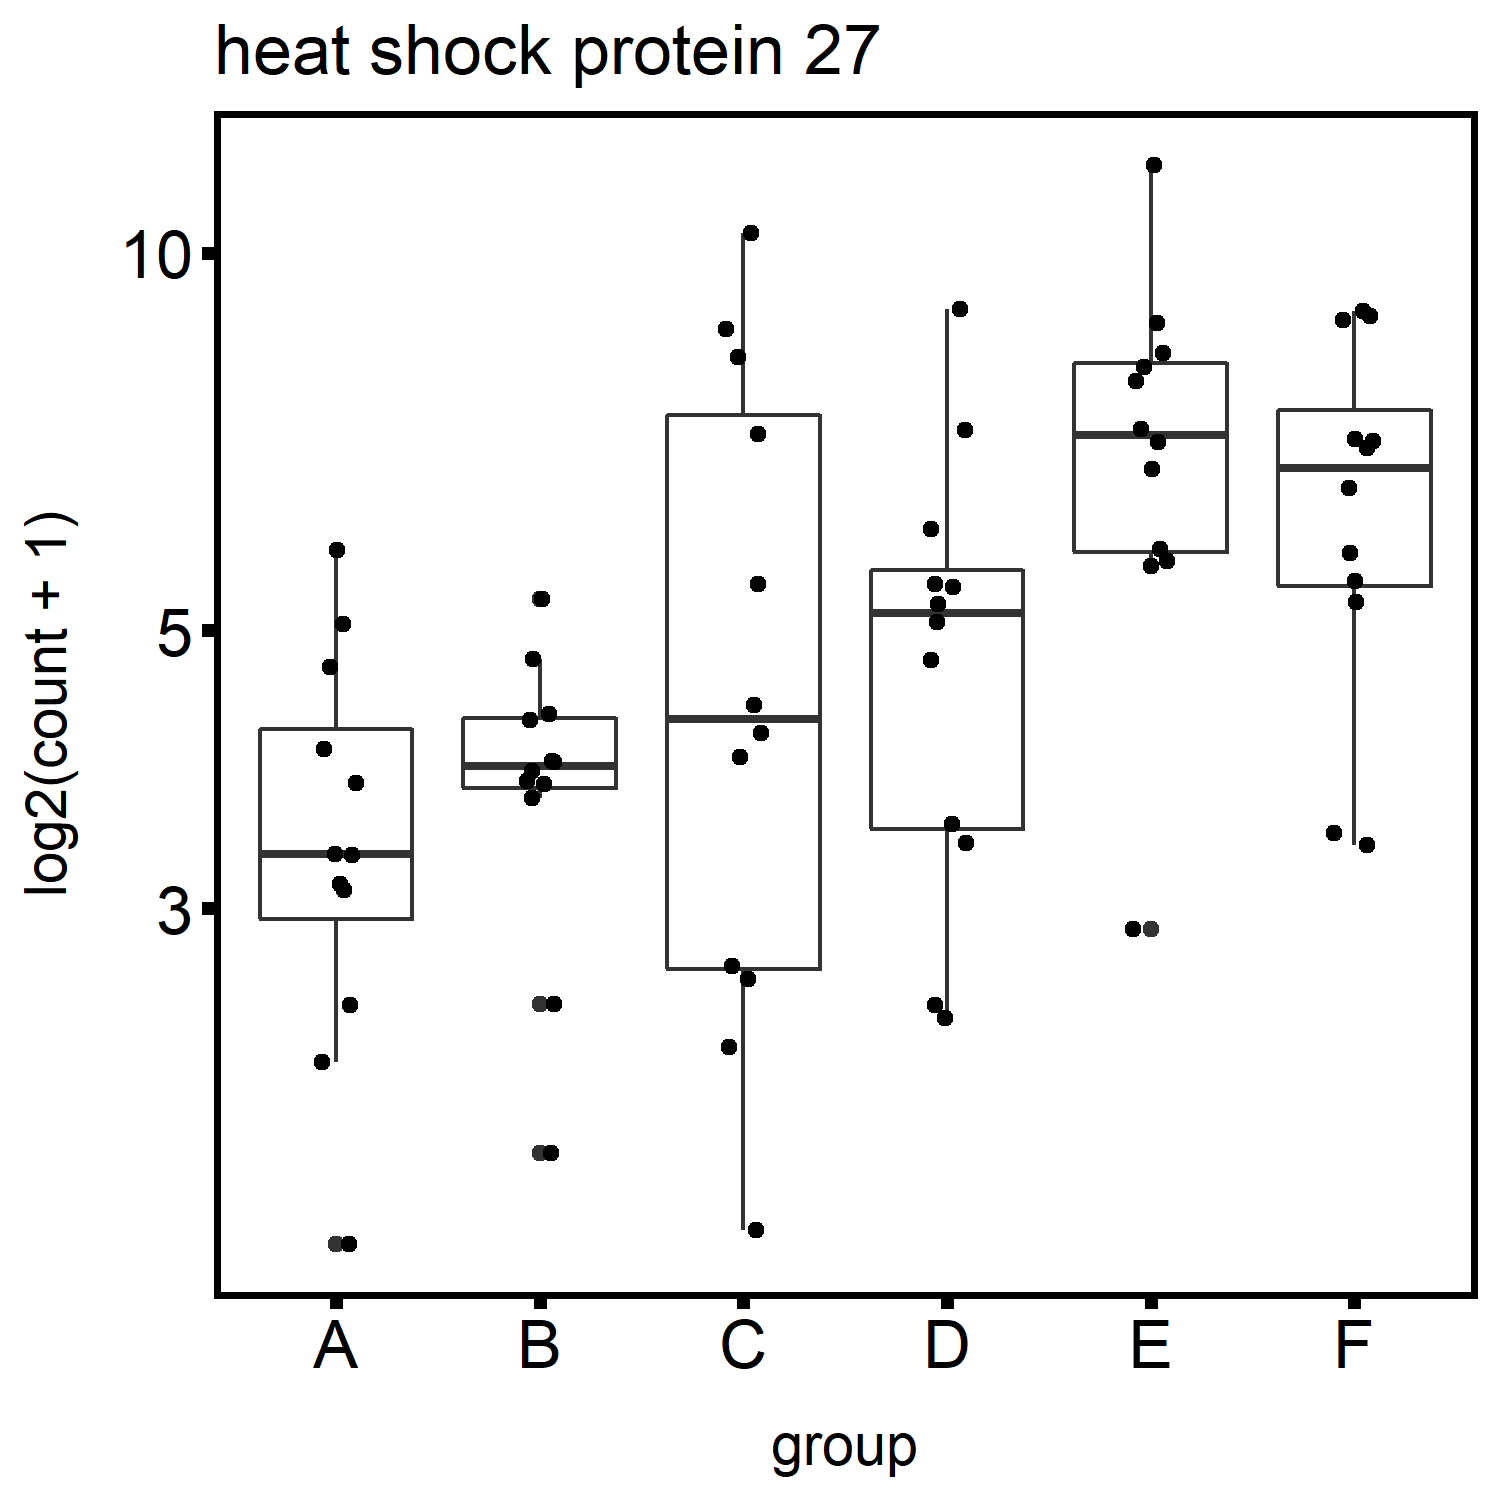 heat shock protein 27
log2(count + 1)
10
5
3
A B C D E F
group